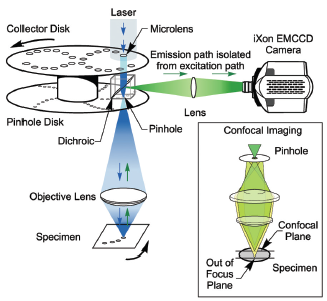 Laser
Collector Disk
Microlens
iXon EMCCD
Camera
Emission path isolated
from excitation path
Pinhole Disk
Lens
Dichroic
Pinhole
Objective Lens
Specimen
Confocal Imaging
Pinhole
Confocal
Plane
Out of
Focus
Plane
Specimen